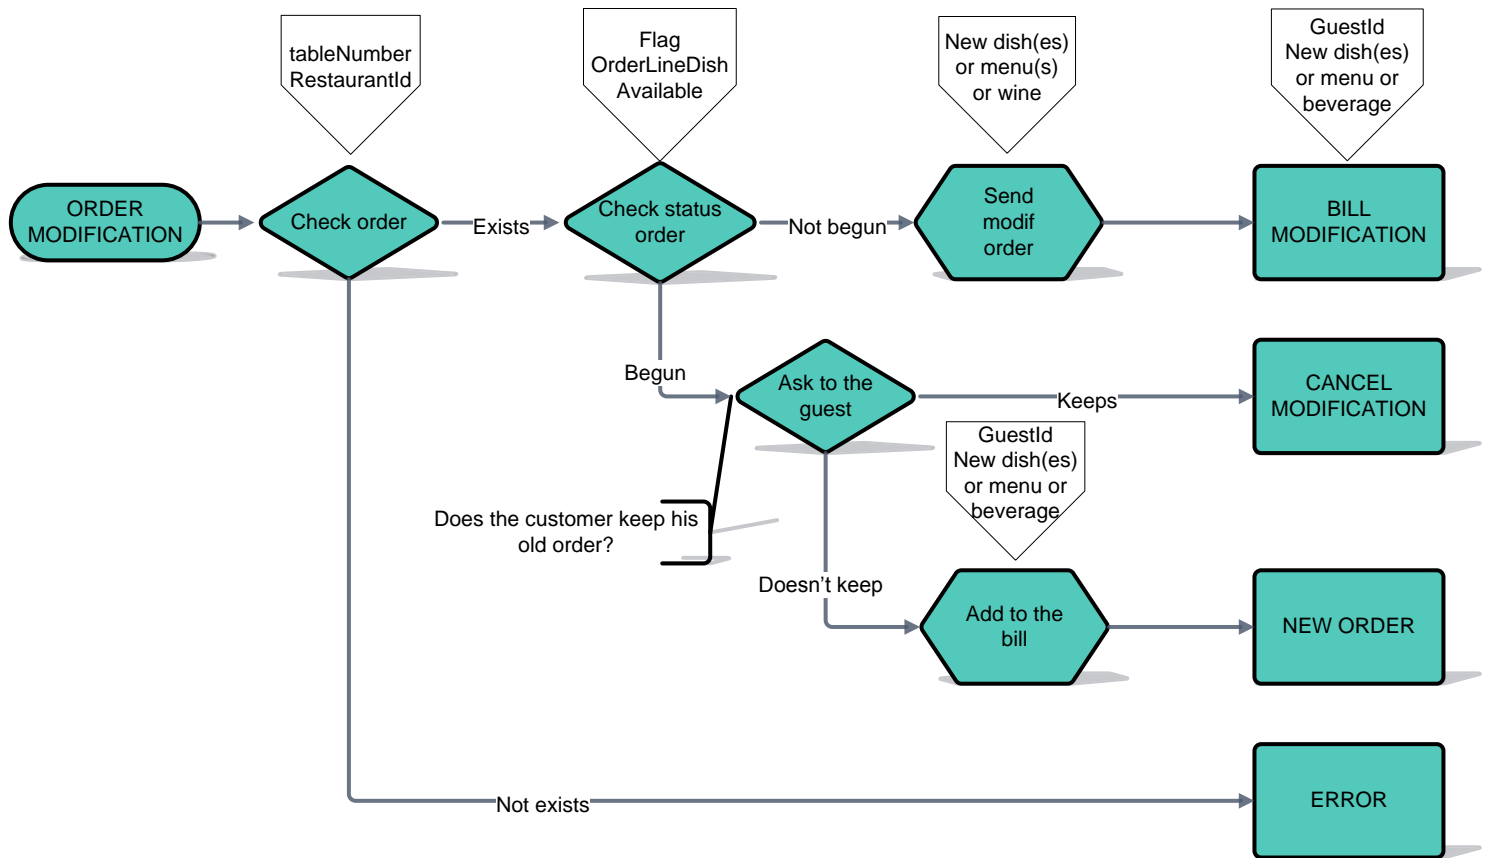 tableNumber
RestaurantId
Flag
OrderLineDish
Available
New dish(es)
or menu(s)
or wine
GuestId
New dish(es)
or menu or
beverage
ORDER
MODIFICATION
Check order
Exists
Check status
order
Not begun
Send
modif
order
BILL
MODIFICATION
Begun
Ask to the
guest
Keeps
CANCEL
MODIFICATION
GuestId
New dish(es)
or menu or
beverage
Does the customer keep his
old order?
Doesn't keep
Add to the
bill
NEW ORDER
Not exists
ERROR